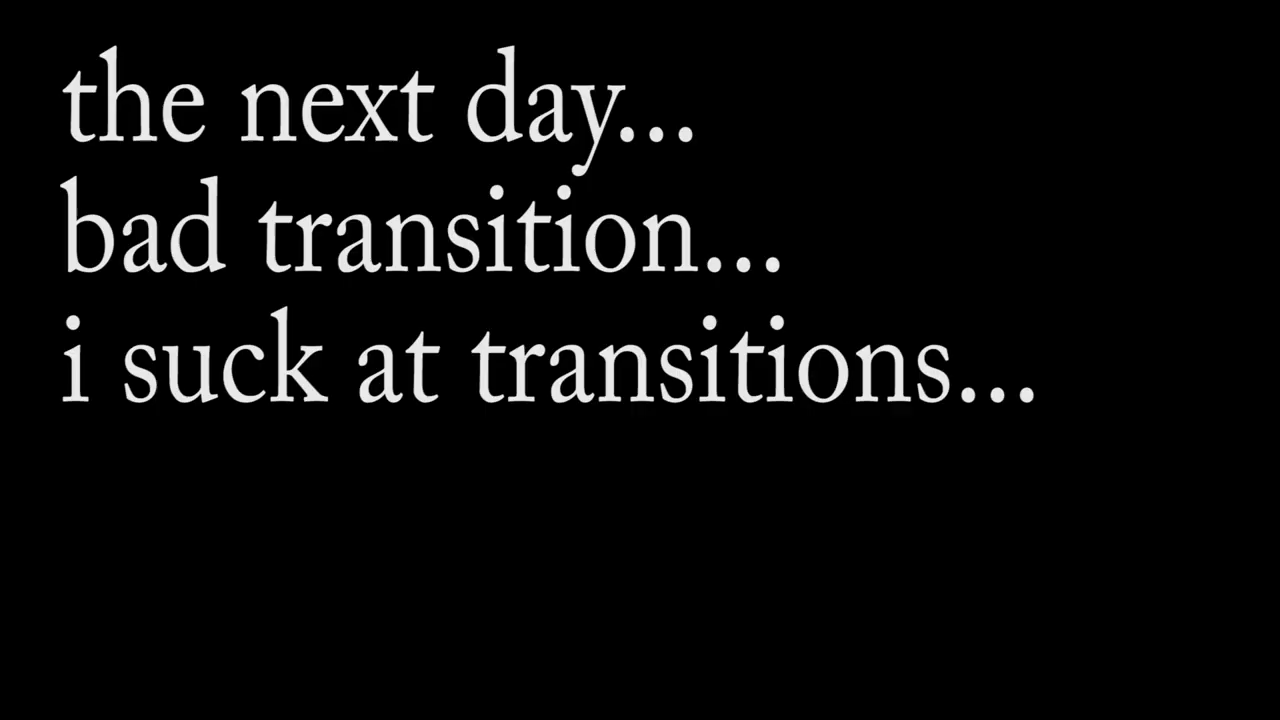 the next day...
bad transition...
i suck at transitions...